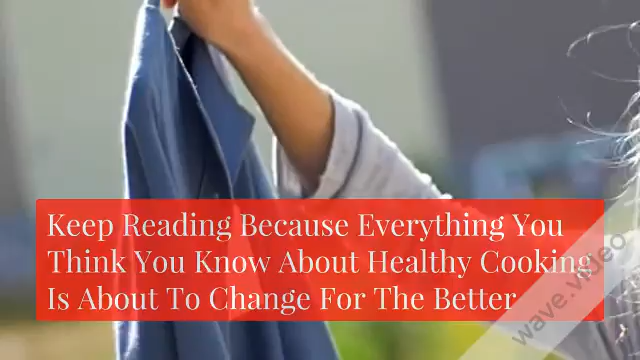 Keep Reading Because Everything You
Think You Know About Healthy Cooking
Is About To Change For The Better
wave.video